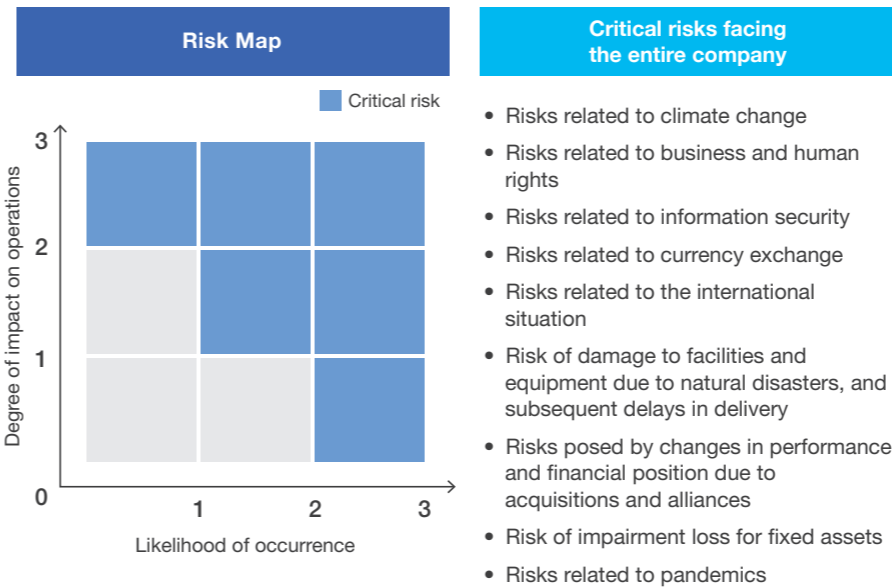 Risk Map
Critical risk
3
2
1
0
1
2
3
Degree of impact on operations
Likelihood of occurrence
Critical risks facing
the entire company
• Risks related to climate change
• Risks related to business and human
rights
• Risks related to information security
• Risks related to currency exchange
• Risks related to the international
situation
• Risk of damage to facilities and
equipment due to natural disasters, and
subsequent delays in delivery
• Risks posed by changes in performance
and financial position due to
acquisitions and alliances
• Risk of impairment loss for fixed assets
• Risks related to pandemics